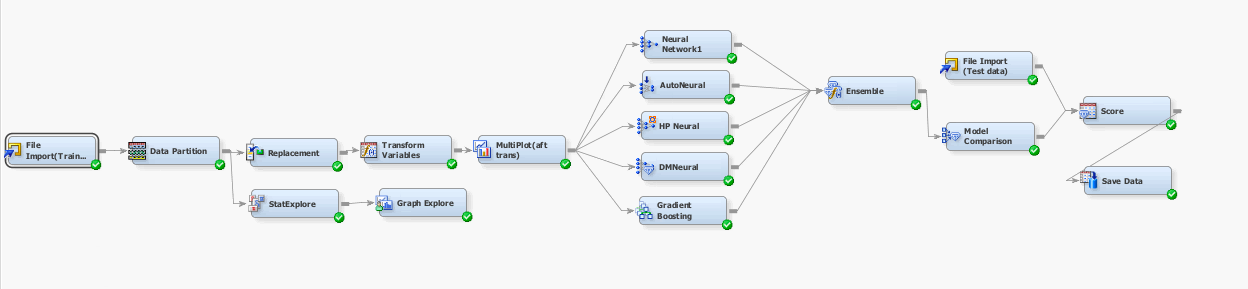 File
Import(Train...
Data Partition
Replacement
StatExplore
Transform
Variables
Graph Explore
MultiPlot(aft
trans)
Neural
Network1
AutoNeural
HP Neural
DMNeural
Gradient
Boosting
Ensemble
File Import
(Test data)
Model
Comparison
Score
Save Data